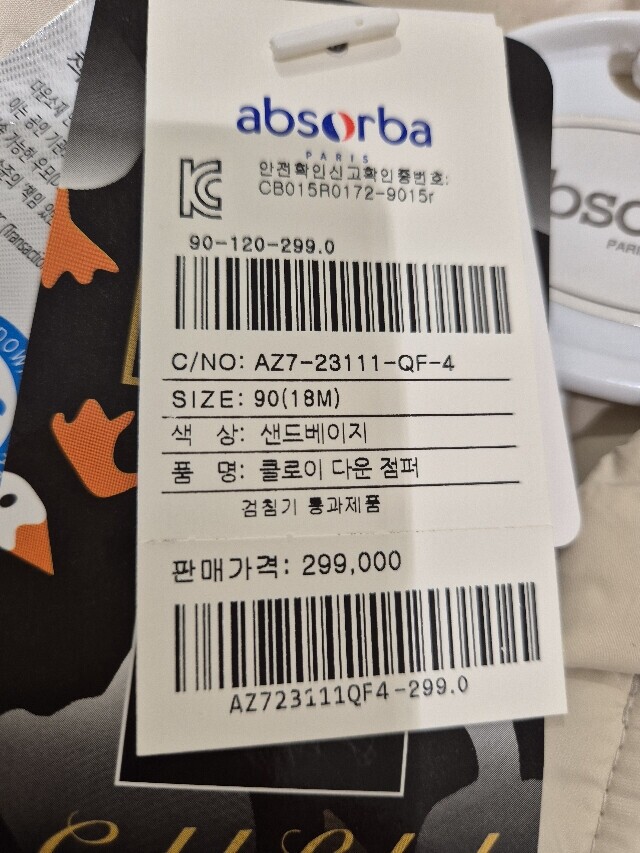 absorba
PARIS
안전확인신고확인증번호:
CB015R0172-9015r
90-120-299.0
C/NO: AZ7-23111-QF-4
SIZE: 90(18M)
색 상: 샌드베이지
품 명: 클로이 다운 점퍼
검침기 통과제품
판매가격: 299,000
AZ723111QF4-299.0
bso
PARI
(Transactio